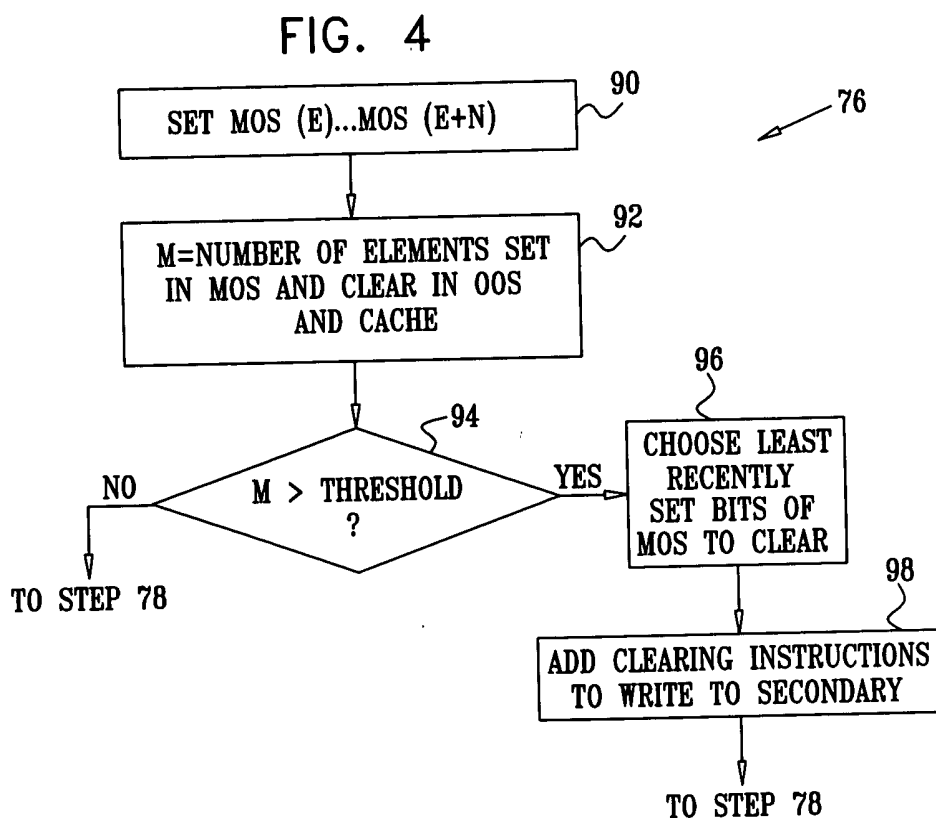 FIG. 4
90
SET MOS (E)...MOS (E+N)
76
92
M=NUMBER OF ELEMENTS SET
IN MOS AND CLEAR IN OOS
AND CACHE
94
96
NO
M > THRESHOLD
?
YES
CHOOSE LEAST
RECENTLY
SET BITS OF
MOS TO CLEAR
TO STEP 78
98
ADD CLEARING INSTRUCTIONS
TO WRITE TO SECONDARY
TO STEP 78